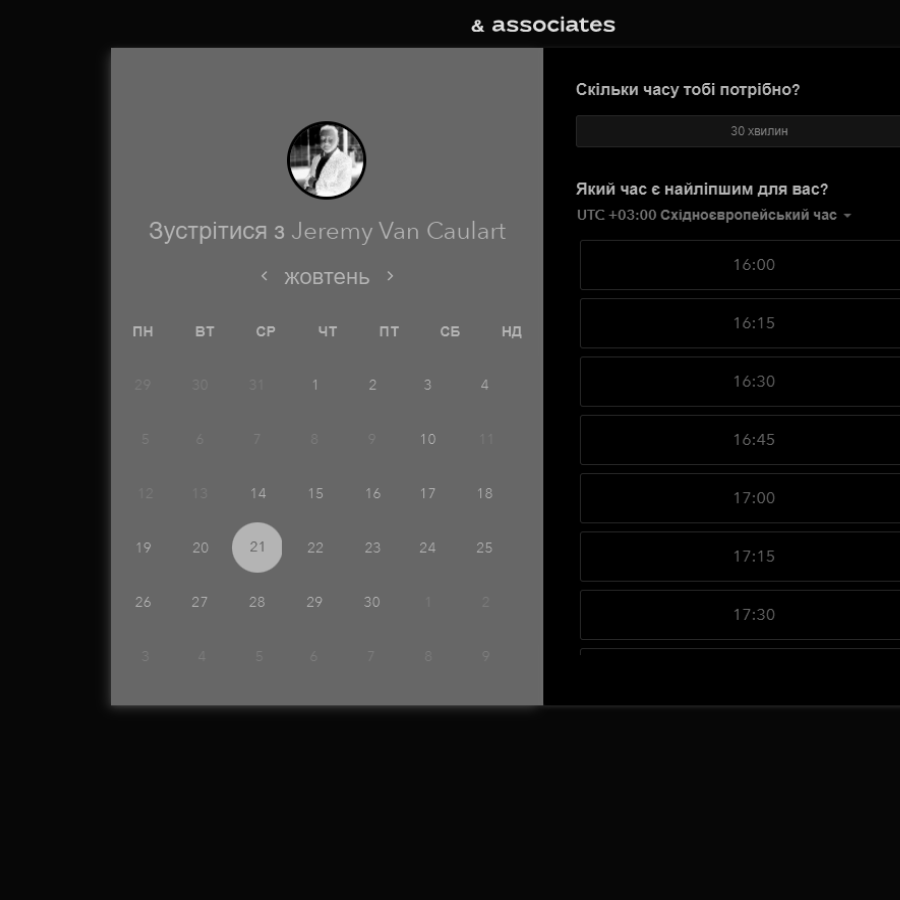 & associates
Зустрітися з Jeremy Van Caulart
жовтень
ПН ВТ СР ЧТ ПТ СБ НД
29 30 31 1 2 3 4
5 6 7 8 9 10 11
12 13 14 15 16 17 18
19 20 21 22 23 24 25
26 27 28 29 30 1 2
3 4 5 6 7 8 9
Скільки часу тобі потрібно?
30 хвилин
Який час є найліпшим для вас?
UTC +03:00 Східноєвропейський час
16:00
16:15
16:30
16:45
17:00
17:15
17:30